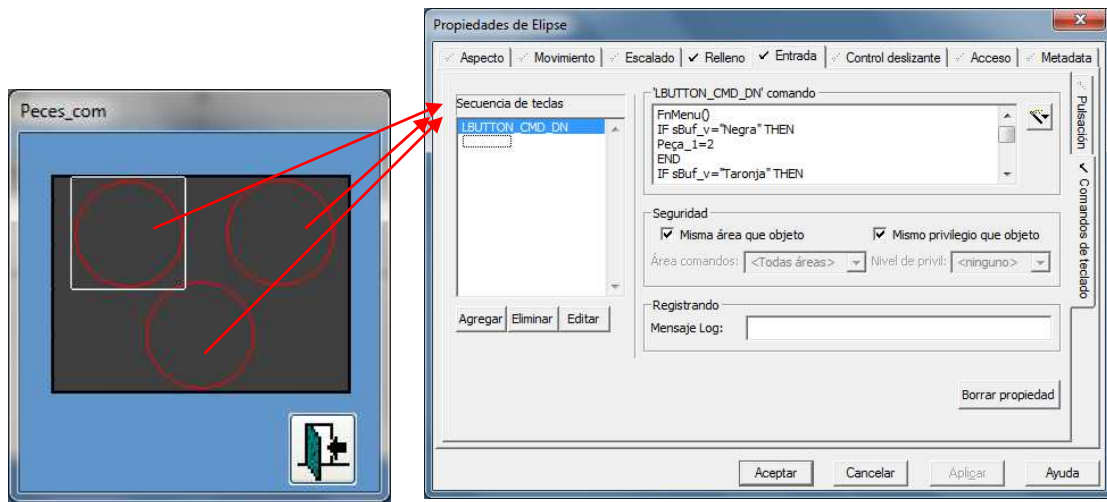 Peces_com
Propiedades de Elipse
Aspecto
Movimiento
Escalado
Relleno
Entrada
Control deslizante
Acceso
Metadata
Secuencia de teclas
LBUTTON_CMD_DN
'LBUTTON_CMD_DN' comando
FnMenu()
IF sBuf_v="Negra" THEN
Peça_1=2
END
IF sBuf_v="Taronja" THEN
Seguridad
Misma área que objeto
Mismo privilegio que objeto
Área comandos:
<Todas áreas>
Nivel de privil:
<ninguno>
Agregar
Eliminar
Editar
Registrando
Mensaje Log:
Borrar propiedad
Pulsación
Comandos de teclado
Aceptar
Cancelar
Aplicar
Ayuda